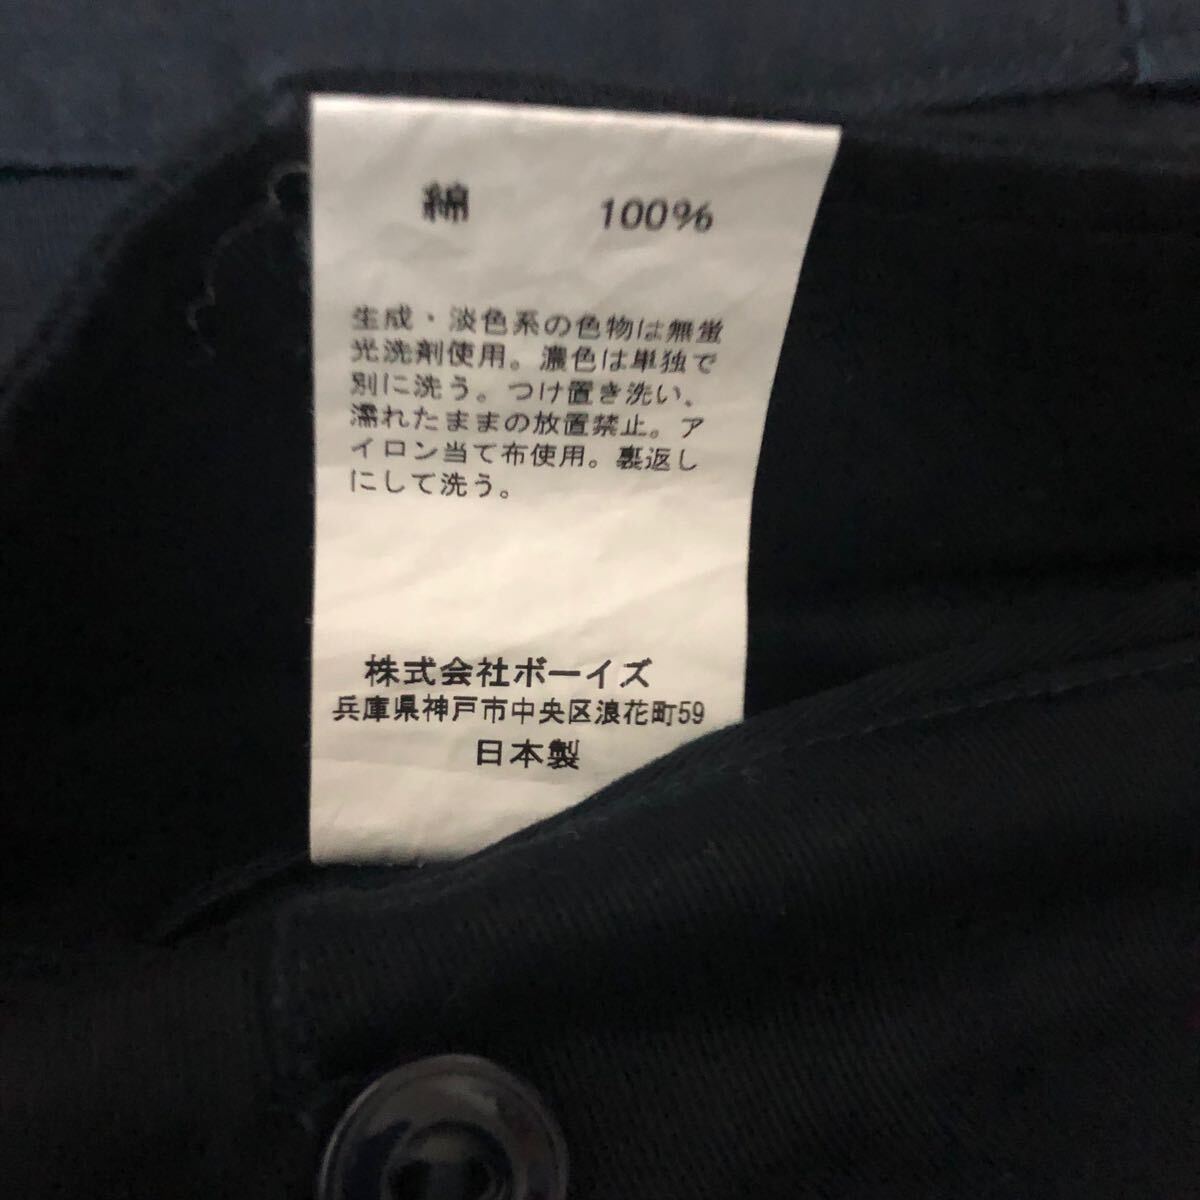 綿 100%
生成・淡色系の色物は無蛍
光洗剤使用。濃色は単独で
別に洗う。つけ置き洗い、
濡れたままの放置禁止。ア
イロン当て布使用。裏返し
にして洗う。
株式会社ボーイズ
兵庫県神戸市中央区浪花町59
日本製